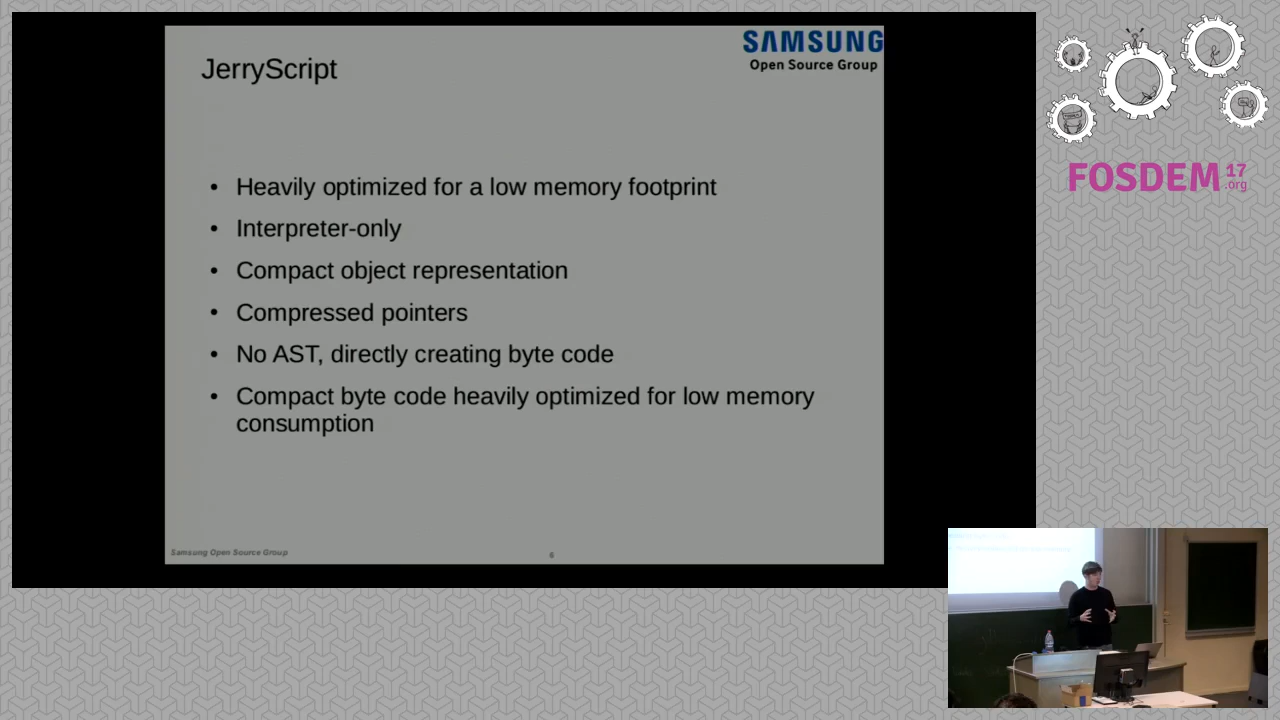 JerryScript
SAMSUNG
Open Source Group
• Heavily optimized for a low memory footprint
• Interpreter-only
• Compact object representation
• Compressed pointers
• No AST, directly creating byte code
• Compact byte code heavily optimized for low memory
consumption
Samsung Open Source Group
6
FOSDEM 17
.org